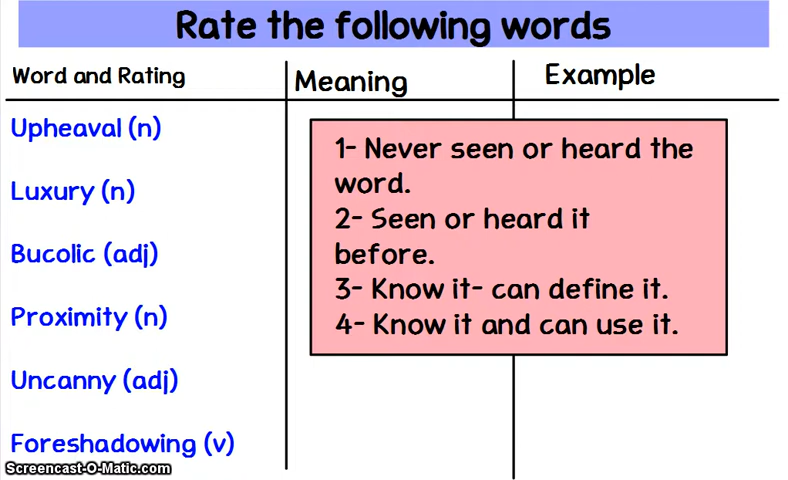 Rate the following words
Word and Rating
Meaning
Example
Upheaval (n)
Luxury (n)
Bucolic (adj)
Proximity (n)
Uncanny (adj)
Foreshadowing (v)
1- Never seen or heard the
word.
2- Seen or heard it
before.
3- Know it- can define it.
4- Know it and can use it.
Screencast-O-Matic.com